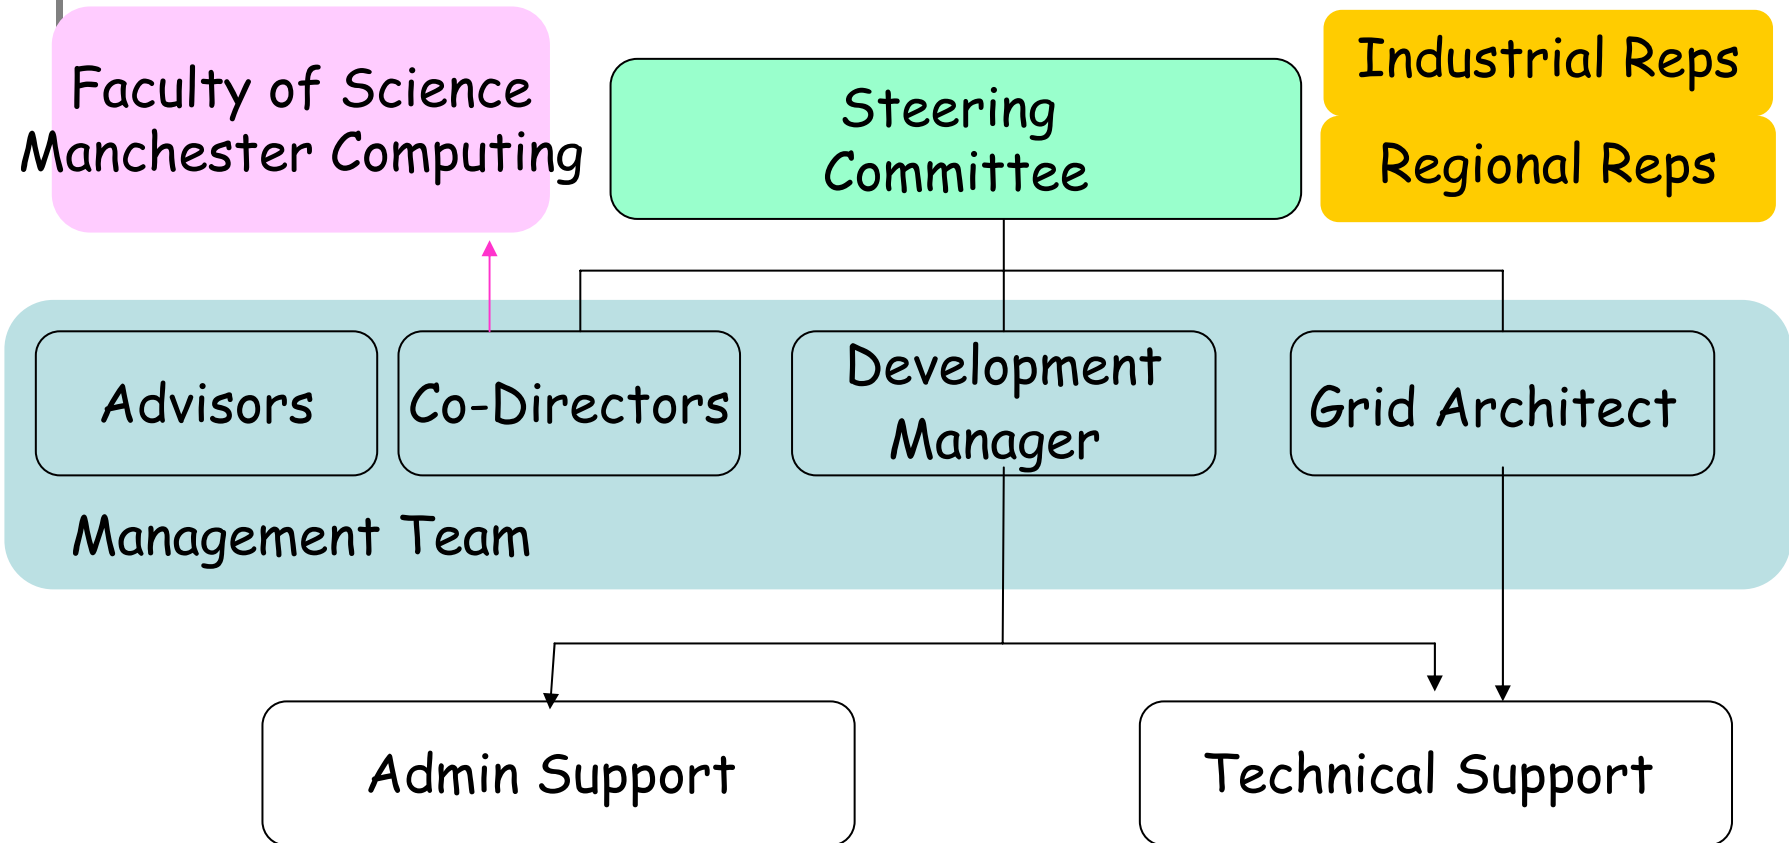 Faculty of Science
Manchester Computing
Steering
Committee
Industrial Reps
Regional Reps
Advisors
Co-Directors
Development
Manager
Grid Architect
Management Team
Admin Support
Technical Support